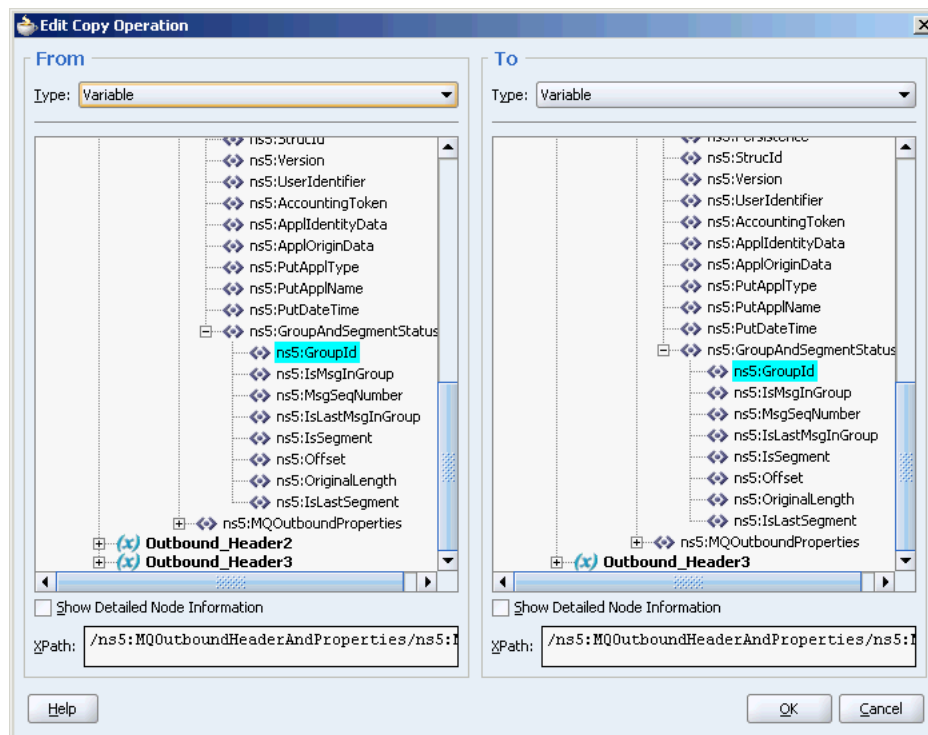 Edit Copy Operation
From
Type: Variable
ns5:StrucId
ns5:Version
ns5:UserIdentifier
ns5:AccountingToken
ns5:ApplIdentityData
ns5:ApplOriginData
ns5:PutApplType
ns5:PutApplName
ns5:PutDateTime
ns5:GroupAndSegmentStatus
ns5:GroupId
ns5:IsMsgInGroup
ns5:MsgSeqNumber
ns5:IsLastMsgInGroup
ns5:IsSegment
ns5:Offset
ns5:OriginalLength
ns5:IsLastSegment
ns5:MQOutboundProperties
(x) Outbound_Header2
(x) Outbound_Header3
Show Detailed Node Information
XPath: /ns5:MQOutboundHeaderAndProperties/ns5:M
To
Type: Variable
ns5:Persistence
ns5:StrucId
ns5:Version
ns5:UserIdentifier
ns5:AccountingToken
ns5:ApplIdentityData
ns5:ApplOriginData
ns5:PutApplType
ns5:PutApplName
ns5:PutDateTime
ns5:GroupAndSegmentStatus
ns5:GroupId
ns5:IsMsgInGroup
ns5:MsgSeqNumber
ns5:IsLastMsgInGroup
ns5:IsSegment
ns5:Offset
ns5:OriginalLength
ns5:IsLastSegment
ns5:MQOutboundProperties
(x) Outbound_Header3
Show Detailed Node Information
XPath: /ns5:MQOutboundHeaderAndProperties/ns5:M
Help
OK
Cancel